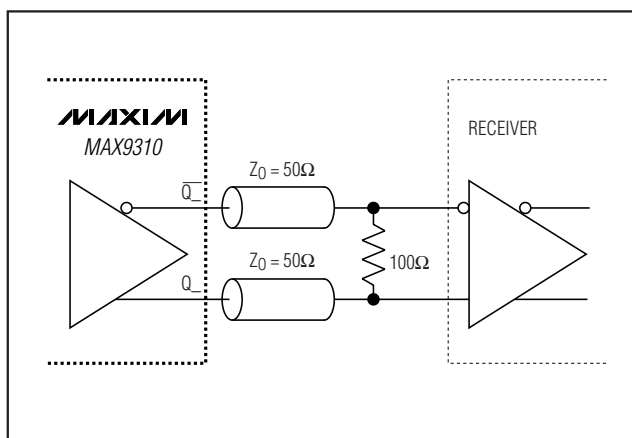 MAXIM
MAX9310
RECEIVER
Z0 = 50Ω
Q̅_̅
Z0 = 50Ω
100Ω
Q_